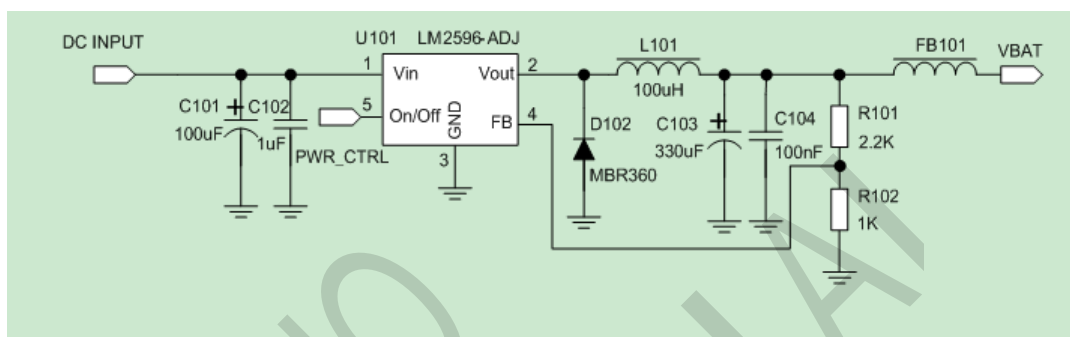 DC INPUT
U101 LM2596-ADJ
L101
FB101
VBAT
1
Vin
Vout
2
100uH
C101
+
C102
100uF
1uF
5
On/Off
GND
FB
4
PWR_CTRL
3
D102
MBR360
C103
+
330uF
C104
100nF
R101
2.2K
R102
1K